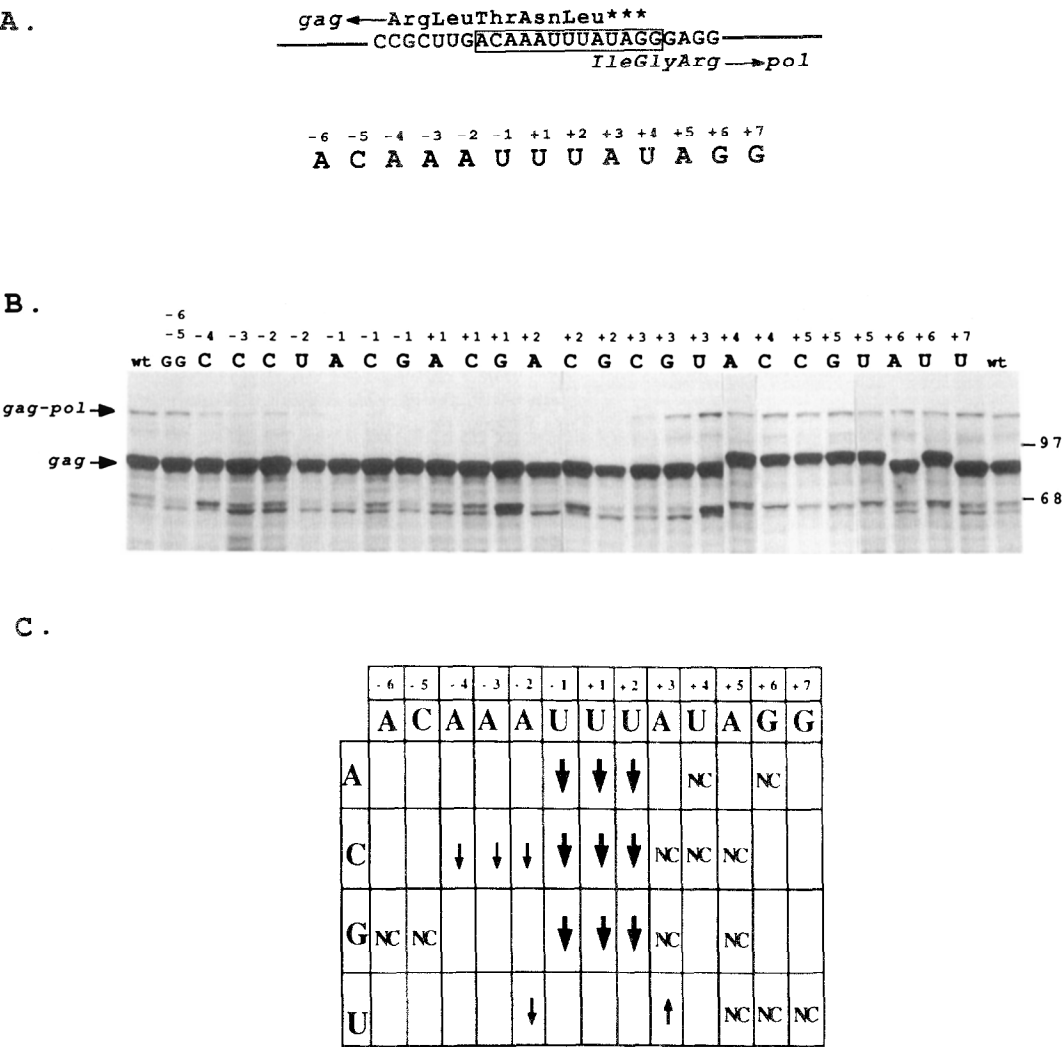 A.
gag ← ArgLeuThrAsnLeu***
CCGCUUGACAAAUUUAUAGGGAGG
IleGlyArg → pol
-6 -5 -4 -3 -2 -1 +1 +2 +3 +4 +5 +6 +7
A C A A A U U U A U A G G
B.
-6
-5 -4 -3 -2 -2 -1 -1 -1 +1 +1 +1 +2 +2 +2 +3 +3 +3 +4 +4 +5 +5 +5 +6 +6 +7
wt GG C C C U A C G A C G A C G C G U A C C G U A U U wt
gag-pol →
-97
gag →
-68
C.
-6 -5 -4 -3 -2 -1 +1 +2 +3 +4 +5 +6 +7
A C A A A U U U A U A G G
A ↓ ↓ ↓ NC NC
C ↓ ↓ ↓ ↓ ↓ ↓ NC NC NC
G NC NC ↓ ↓ ↓ NC NC
U ↓ ↑ NC NC NC